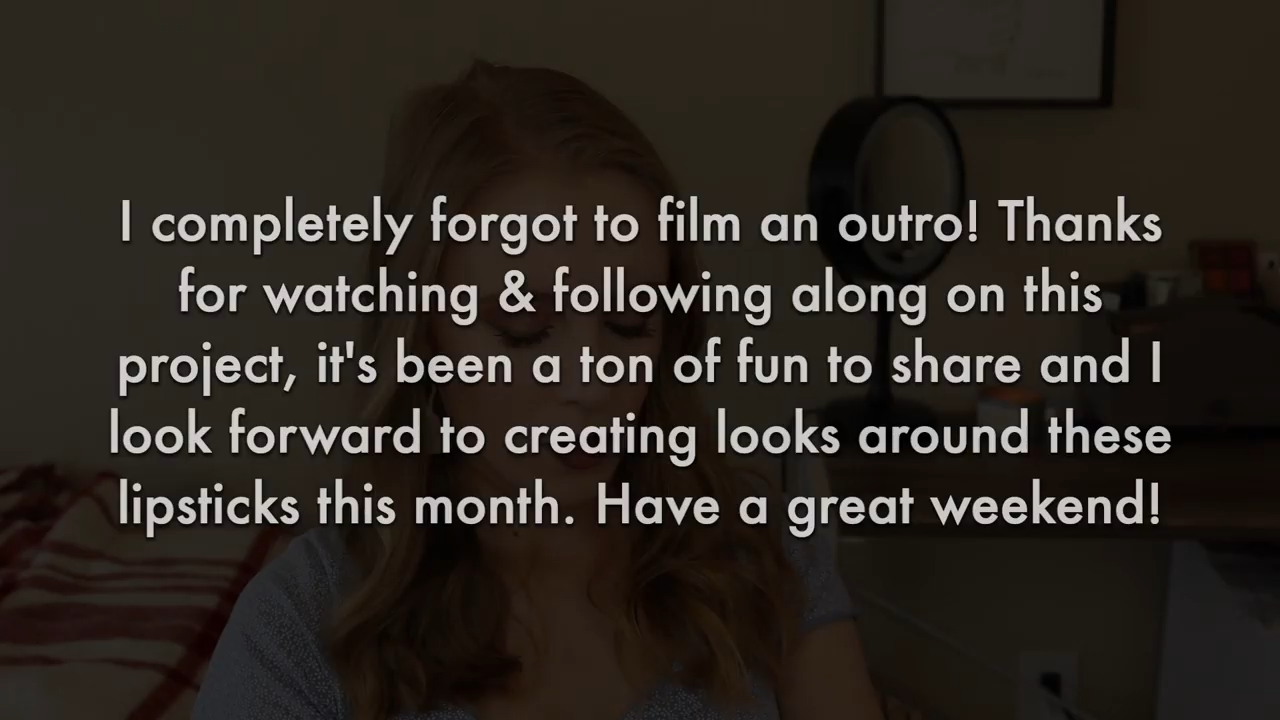 I completely forgot to film an outro! Thanks
for watching & following along on this
project, it's been a ton of fun to share and I
look forward to creating looks around these
lipsticks this month. Have a great weekend!